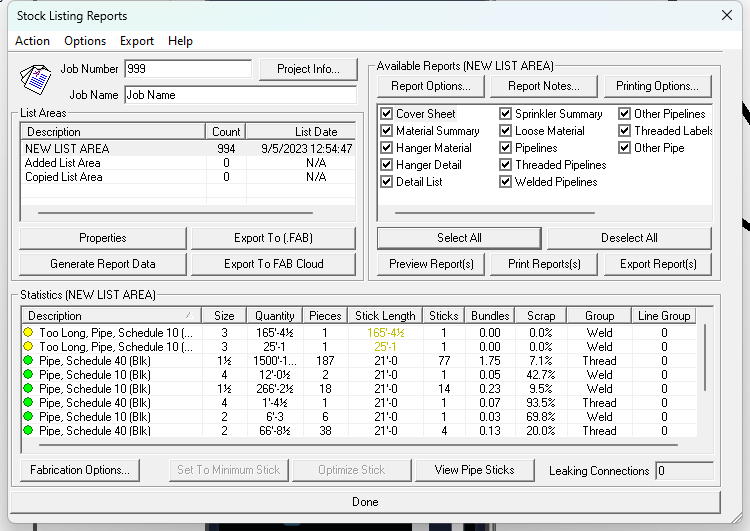 Stock Listing Reports
Action Options Export Help
Job Number 999 Project Info...
Job Name Job Name
List Areas
Description Count List Date
NEW LIST AREA 994 9/5/2023 12:54:47
Added List Area 0 N/A
Copied List Area 0 N/A
Properties Export To (.FAB)
Generate Report Data Export To FAB Cloud
Available Reports (NEW LIST AREA)
Report Options... Report Notes... Printing Options...
Cover Sheet Sprinkler Summary Other Pipelines
Material Summary Loose Material Threaded Labels
Hanger Material Pipelines Other Pipe
Hanger Detail Threaded Pipelines
Detail List Welded Pipelines
Select All Deselect All
Preview Report(s) Print Reports(s) Export Report(s)
Statistics (NEW LIST AREA)
Description Size Quantity Pieces Stick Length Sticks Bundles Scrap Group Line Group
Too Long, Pipe, Schedule 10 (... 3 165'-4½ 1 165'-4½ 1 0.00 0.0% Weld 0
Too Long, Pipe, Schedule 10 (... 3 25'-1 1 25'-1 1 0.00 0.0% Weld 0
Pipe, Schedule 40 (Blk) 1½ 1500'-1... 187 21'-0 77 1.75 7.1% Thread 0
Pipe, Schedule 10 (Blk) 4 12'-0½ 2 21'-0 1 0.05 42.7% Weld 0
Pipe, Schedule 10 (Blk) 1½ 266'-2½ 18 21'-0 14 0.23 9.5% Weld 0
Pipe, Schedule 40 (Blk) 4 1'-4½ 1 21'-0 1 0.07 93.5% Thread 0
Pipe, Schedule 10 (Blk) 2 6'-3 6 21'-0 1 0.03 69.8% Weld 0
Pipe, Schedule 40 (Blk) 2 66'-8½ 38 21'-0 4 0.13 20.0% Thread 0
Fabrication Options... Set To Minimum Stick Optimize Stick View Pipe Sticks Leaking Connections 0
Done